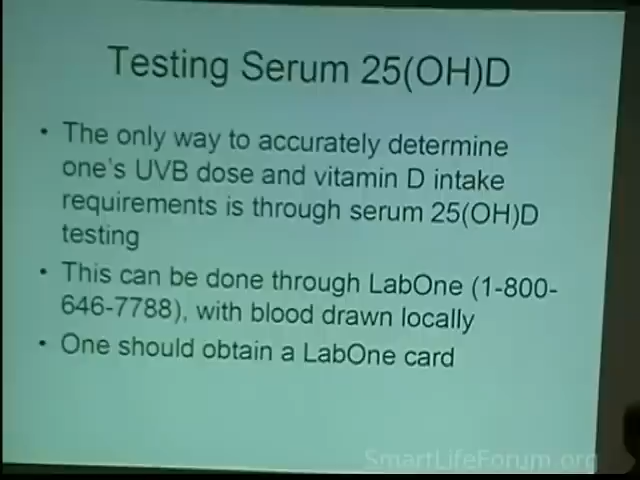 Testing Serum 25(OH)D
• The only way to accurately determine
one's UVB dose and vitamin D intake
requirements is through serum 25(OH)D
testing
• This can be done through LabOne (1-800-
646-7788), with blood drawn locally
• One should obtain a LabOne card
SmartLifeForum.org